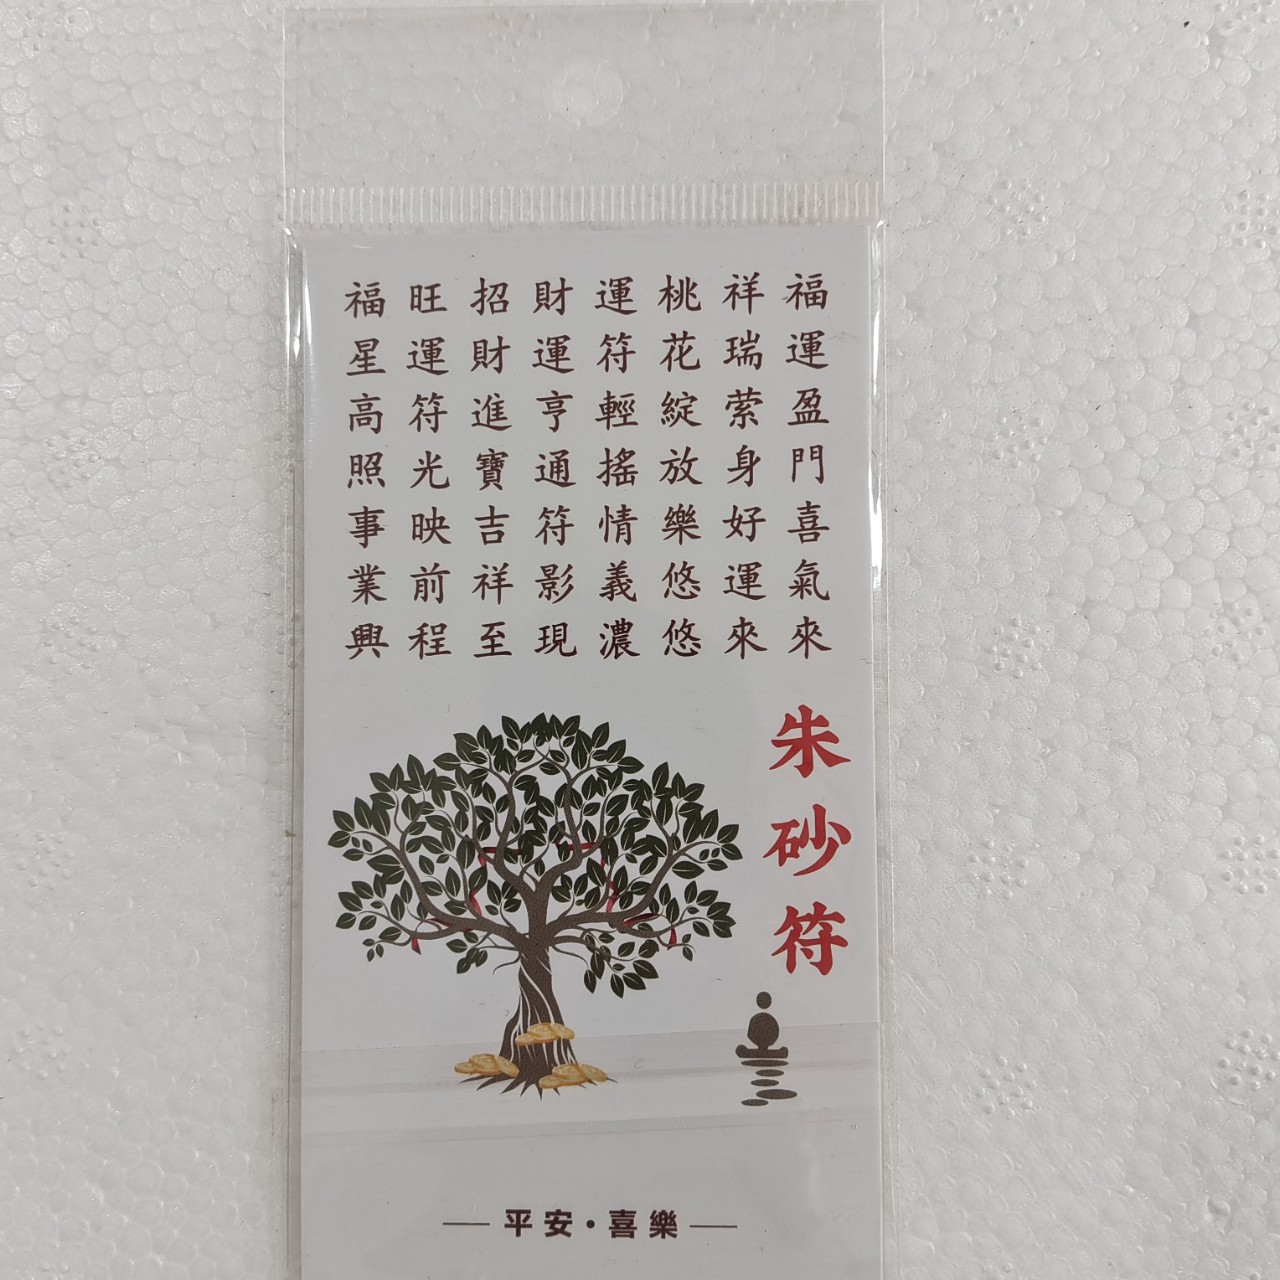 福運盈門喜氣來
祥瑞萦身好運來
桃花綻放樂悠悠
運符輕搖情義濃
財運亨通符影現
招財進寶吉祥至
旺運符光映前程
福星高照事業興
朱砂符
平安·喜樂